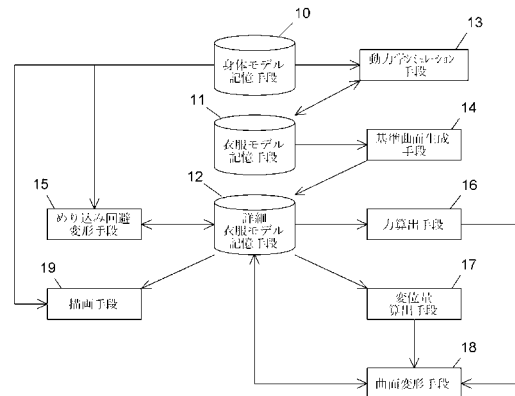 10
身体モデル
記憶手段
13
動力学シミュレーション
手段
11
衣服モデル
記憶手段
14
基準曲面生成
手段
12
詳細
衣服モデル
記憶手段
15
めり込み回避
変形手段
16
力算出手段
19
描画手段
17
変位量
算出手段
18
曲面変形手段